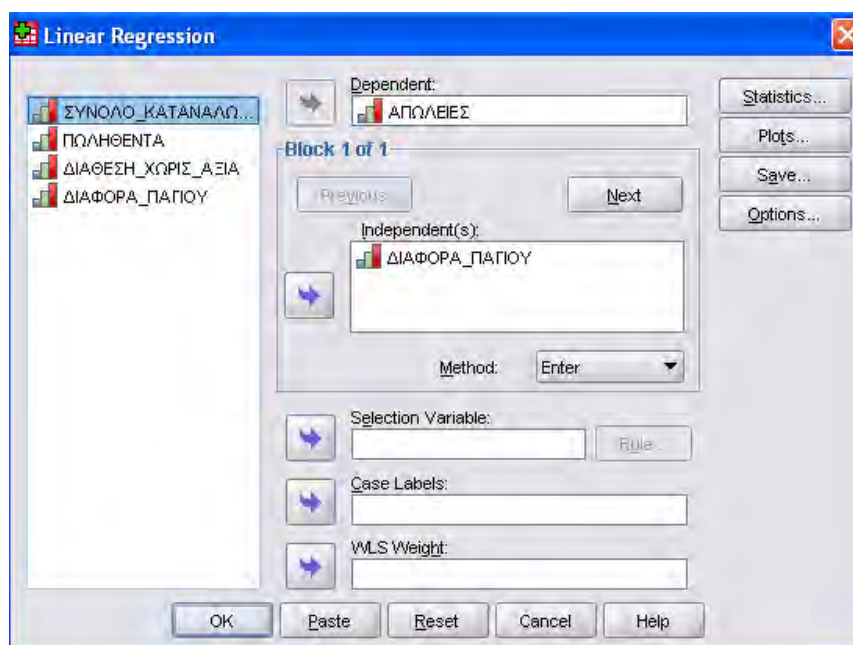 Linear Regression
ΣΥΝΟΛΟ_ΚΑΤΑΝΑΛΩ...
ΠΩΛΗΘΕΝΤΑ
ΔΙΑΘΕΣΗ_ΧΩΡΙΣ_ΑΞΙΑ
ΔΙΑΦΟΡΑ_ΠΑΓΙΟΥ
Dependent:
ΑΠΩΛΕΙΕΣ
Block 1 of 1
Previous
Next
Independent(s):
ΔΙΑΦΟΡΑ_ΠΑΓΙΟΥ
Method:
Enter
Selection Variable:
Rule...
Case Labels:
WLS Weight:
Statistics...
Plots...
Save...
Options...
OK
Paste
Reset
Cancel
Help